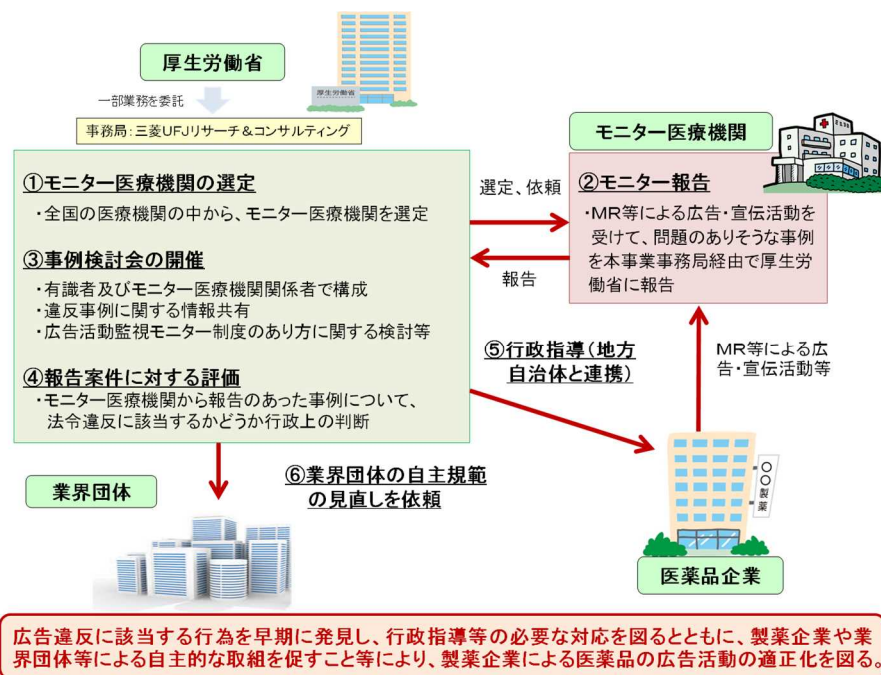 厚生労働省
厚生労働省
一部業務を委託
事務局：三菱UFJリサーチ＆コンサルティング
①モニター医療機関の選定
・全国の医療機関の中から、モニター医療機関を選定
③事例検討会の開催
・有識者及びモニター医療機関関係者で構成
・違反事例に関する情報共有
・広告活動監視モニター制度のあり方に関する検討等
④報告案件に対する評価
・モニター医療機関から報告のあった事例について、
法令違反に該当するかどうか行政上の判断
選定、依頼
報告
モニター医療機関
②モニター報告
・MR等による広告・宣伝活動を
受けて、問題のありそうな事例
を本事業事務局経由で厚生労
働省に報告
⑤行政指導（地方
自治体と連携）
MR等による広
告・宣伝活動等
⑥業界団体の自主規範
の見直しを依頼
業界団体
〇〇製薬
医薬品企業
広告違反に該当する行為を早期に発見し、行政指導等の必要な対応を図るとともに、製薬企業や業
界団体等による自主的な取組を促すこと等により、製薬企業による医薬品の広告活動の適正化を図る。